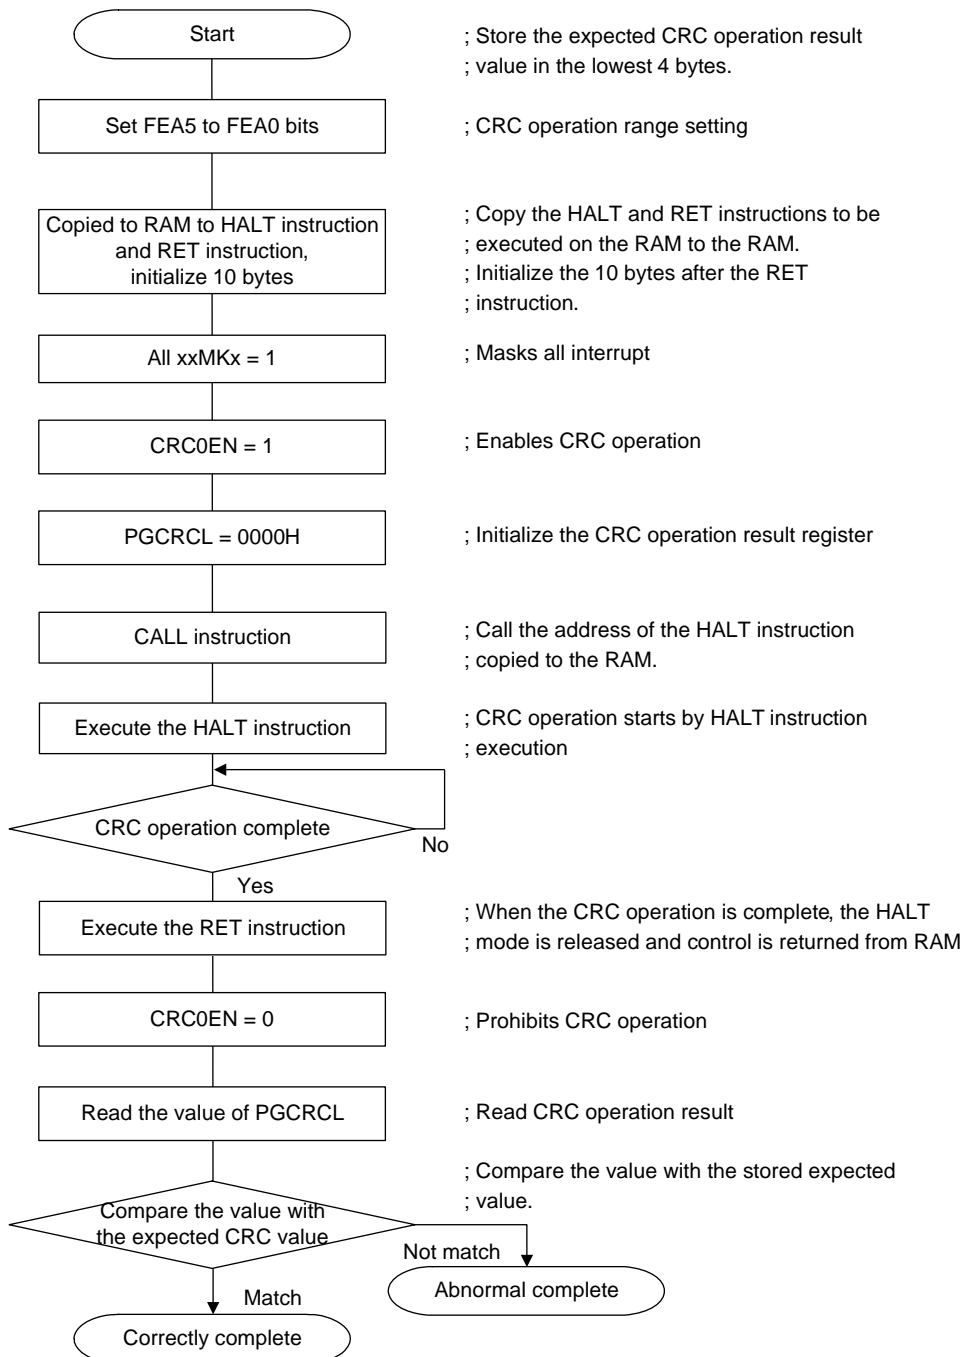 Start
; Store the expected CRC operation result
; value in the lowest 4 bytes.
Set FEA5 to FEA0 bits
; CRC operation range setting
Copied to RAM to HALT instruction
and RET instruction,
initialize 10 bytes
; Copy the HALT and RET instructions to be
; executed on the RAM to the RAM.
; Initialize the 10 bytes after the RET
; instruction.
All xxMKx = 1
; Masks all interrupt
CRC0EN = 1
; Enables CRC operation
PGCRCL = 0000H
; Initialize the CRC operation result register
CALL instruction
; Call the address of the HALT instruction
; copied to the RAM.
Execute the HALT instruction
; CRC operation starts by HALT instruction
; execution
CRC operation complete
No
Yes
Execute the RET instruction
; When the CRC operation is complete, the HALT
; mode is released and control is returned from RAM
CRC0EN = 0
; Prohibits CRC operation
Read the value of PGCRCL
; Read CRC operation result
; Compare the value with the stored expected
; value.
Compare the value with
the expected CRC value
Not match
Abnormal complete
Match
Correctly complete